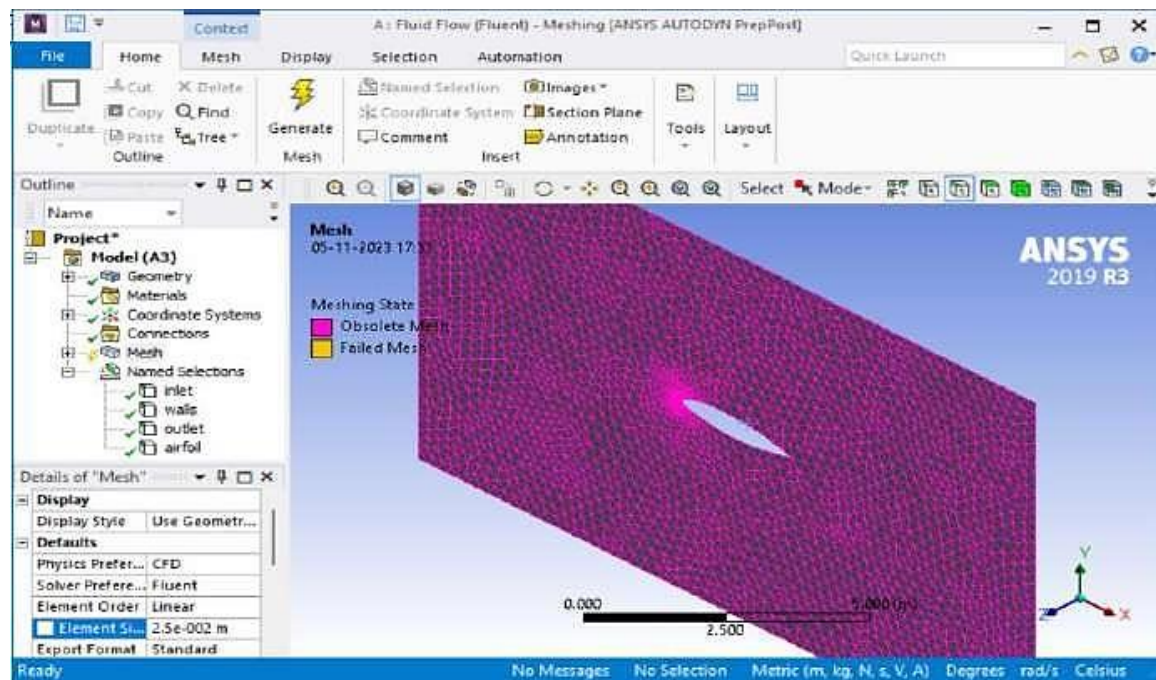 Context
A : Fluid Flow (Fluent) - Meshing [ANSYS AUTODYN PrepPost]
File Home Mesh Display Selection Automation Quick Launch
Duplicate
Cut
Copy
Paste
Delete
Find
Tree
Outline
Generate
Mesh
Named Selection
Coordinate System
Comment
Images
Section Plane
Annotation
Insert
Tools
Layout
Outline
Name
Select Mode
Project*
Model (A3)
Geometry
Materials
Coordinate Systems
Connections
Mesh
Named Selections
inlet
walls
outlet
airfoil
Details of "Mesh"
Display
Display Style Use Geometr...
Defaults
Physics Prefer... CFD
Solver Prefere... Fluent
Element Order Linear
Element Si... 2.5e-002 m
Export Format Standard
Mesh
05-11-2023
Meshing State
Obsolete Mesh
Failed Mesh
ANSYS
2019 R3
Y
X
Z
0.000
2.500
5.000 (m)
Ready No Messages No Selection Metric (m, kg, N, s, V, A) Degrees rad/s Celsius